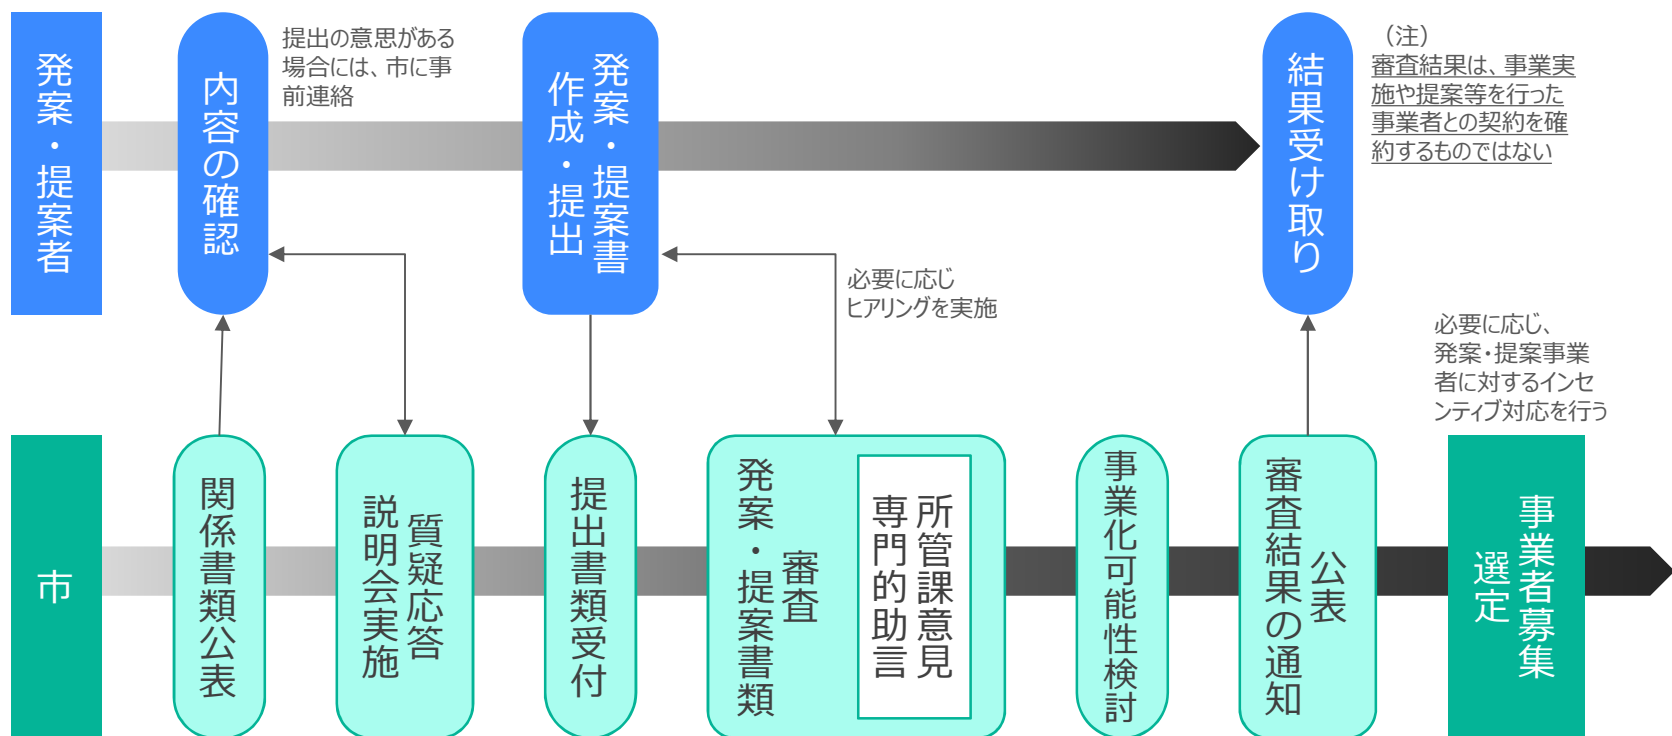 発案・提案者
内容の確認
提出の意思がある
場合には、市に事
前連絡
発案・提案書
作成・提出
結果受け取り
（注）
審査結果は、事業実
施や提案等を行った
事業者との契約を確
約するものではない
必要に応じ
ヒアリングを実施
必要に応じ、
発案・提案事業
者に対するインセ
ンティブ対応を行う
市
関係書類公表
質疑応答
説明会実施
提出書類受付
発案・提案書類
審査
所管課意見
専門的助言
事業化可能性検討
審査結果の通知
公表
事業者募集
選定